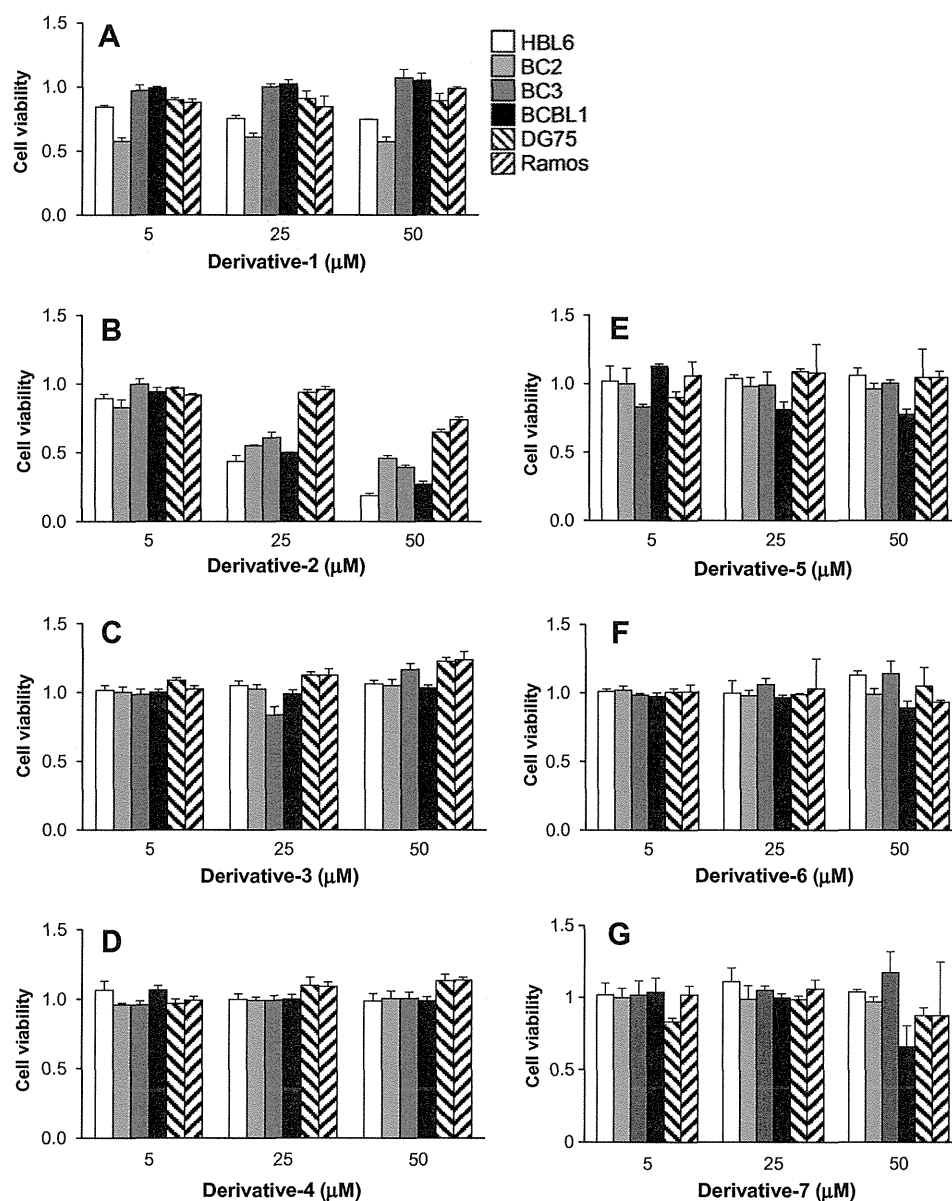 A
Cell viability
1.5
1.0
0.5
0.0
5 25 50
Derivative-1 (μM)
HBL6
BC2
BC3
BCBL1
DG75
Ramos
B
Cell viability
1.5
1.0
0.5
0.0
5 25 50
Derivative-2 (μM)
E
Cell viability
1.5
1.0
0.5
0.0
5 25 50
Derivative-5 (μM)
C
Cell viability
1.5
1.0
0.5
0.0
5 25 50
Derivative-3 (μM)
F
Cell viability
1.5
1.0
0.5
0.0
5 25 50
Derivative-6 (μM)
D
Cell viability
1.5
1.0
0.5
0.0
5 25 50
Derivative-4 (μM)
G
Cell viability
1.5
1
0.5
0
5 25 50
Derivative-7 (μM)